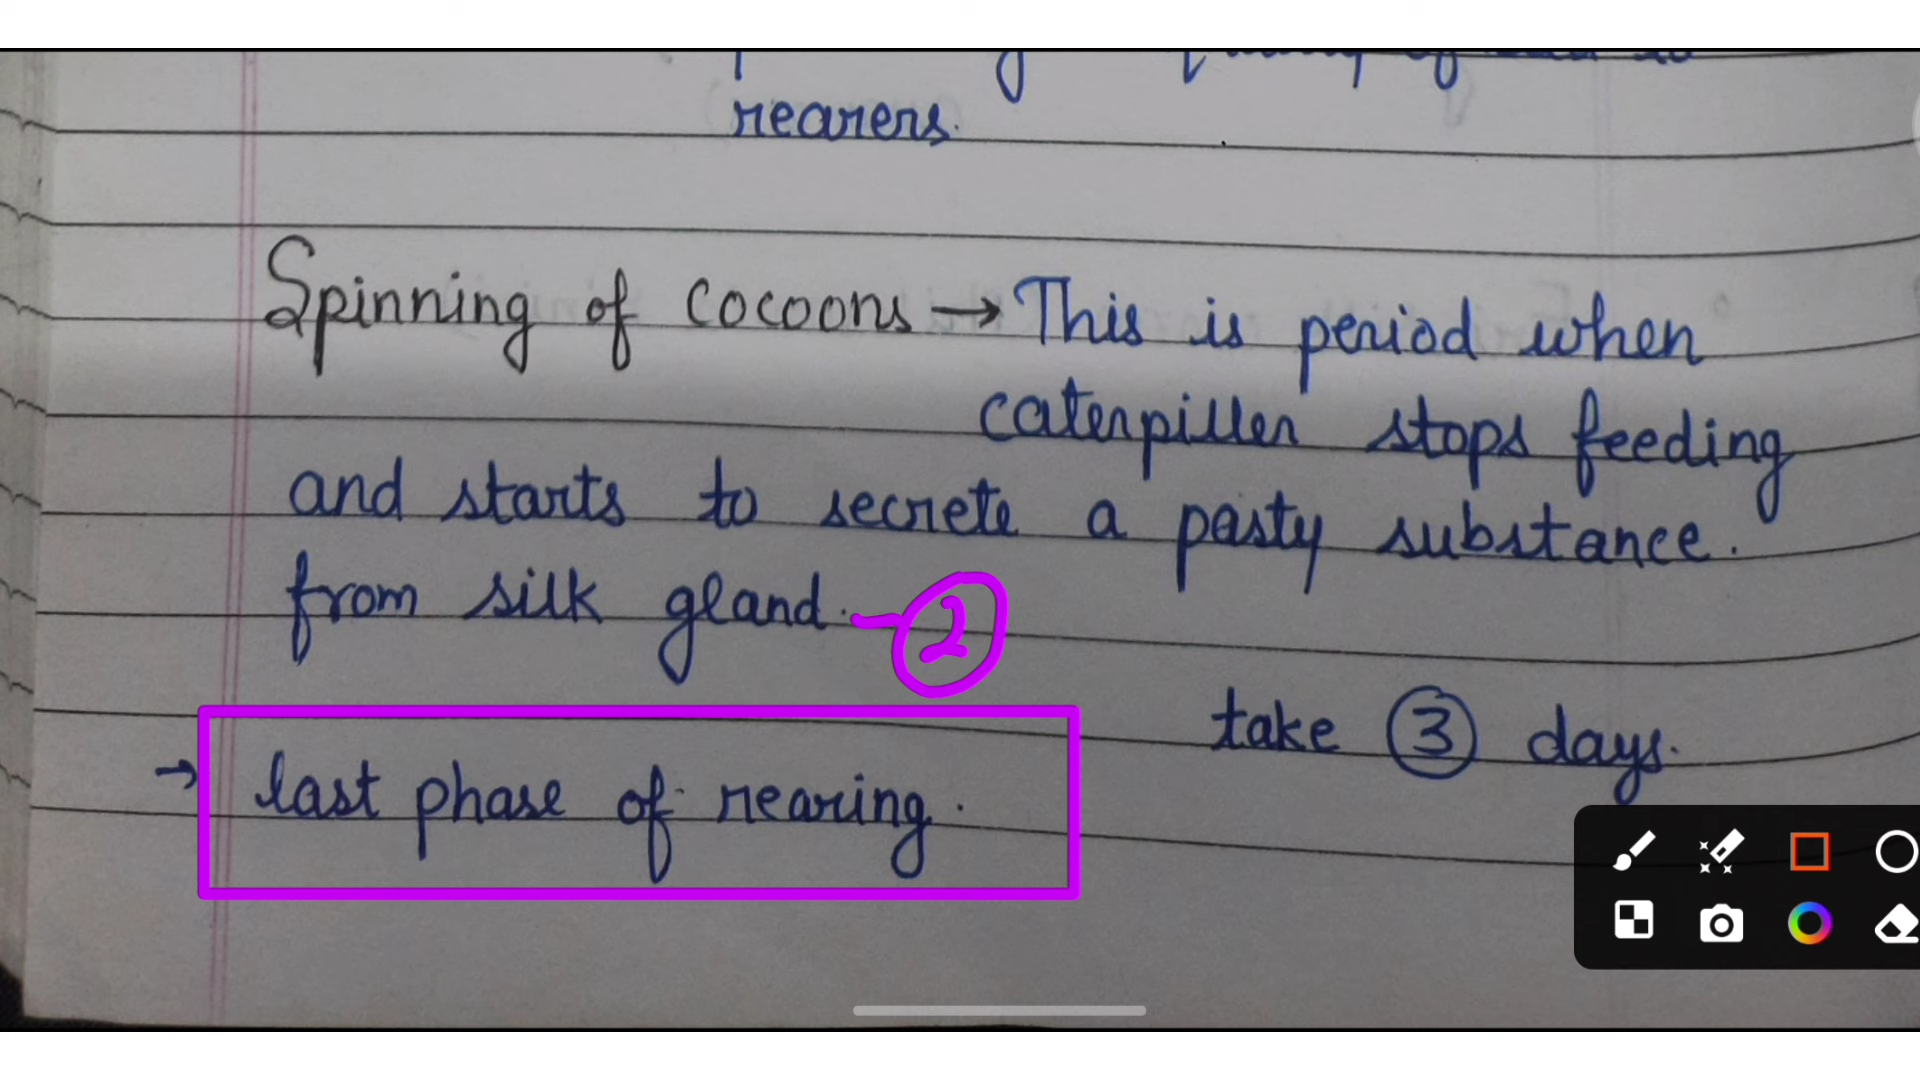 rearers.
Spinning of cocoons → This is period when
caterpiller stops feeding
and starts to secrete a pasty substance.
from silk gland. - 2
take 3 days.
→ last phase of rearing.